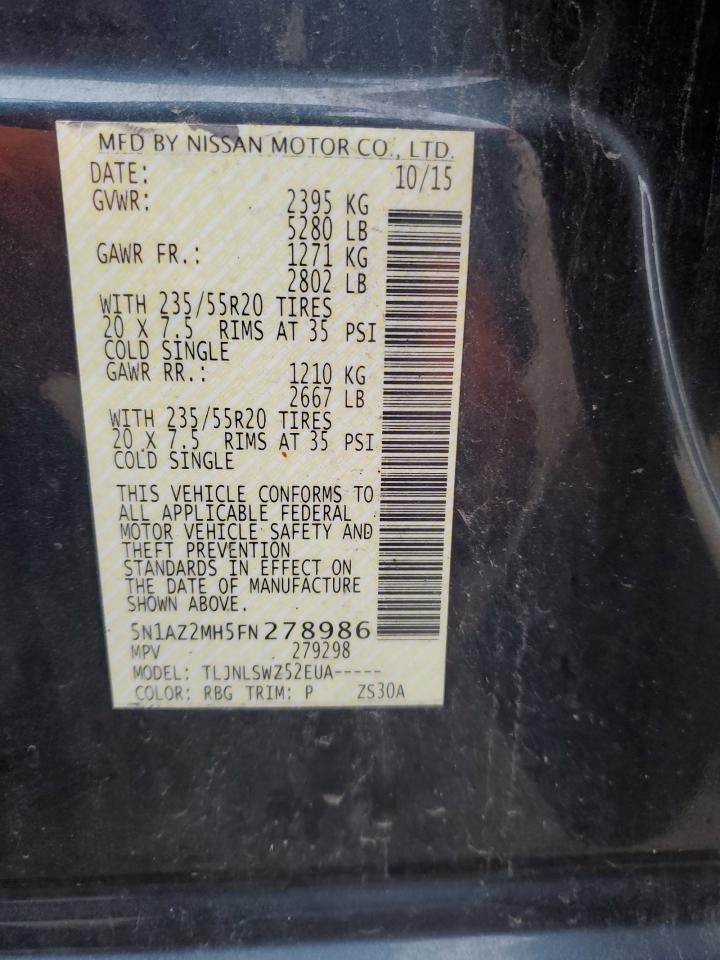 MFD BY NISSAN MOTOR CO., LTD.
DATE: 10/15
GVWR: 2395 KG
5280 LB
GAWR FR.: 1271 KG
2802 LB
WITH 235/55R20 TIRES
20 X 7.5 RIMS AT 35 PSI
COLD SINGLE
GAWR RR.: 1210 KG
2667 LB
WITH 235/55R20 TIRES
20 X 7.5 RIMS AT 35 PSI
COLD SINGLE
THIS VEHICLE CONFORMS TO
ALL APPLICABLE FEDERAL
MOTOR VEHICLE SAFETY AND
THEFT PREVENTION
STANDARDS IN EFFECT ON
THE DATE OF MANUFACTURE
SHOWN ABOVE.
5N1AZ2MH5FN278986
MPV 279298
MODEL: TLJNLSWZ52EUA-----
COLOR: RBG TRIM: P ZS30A